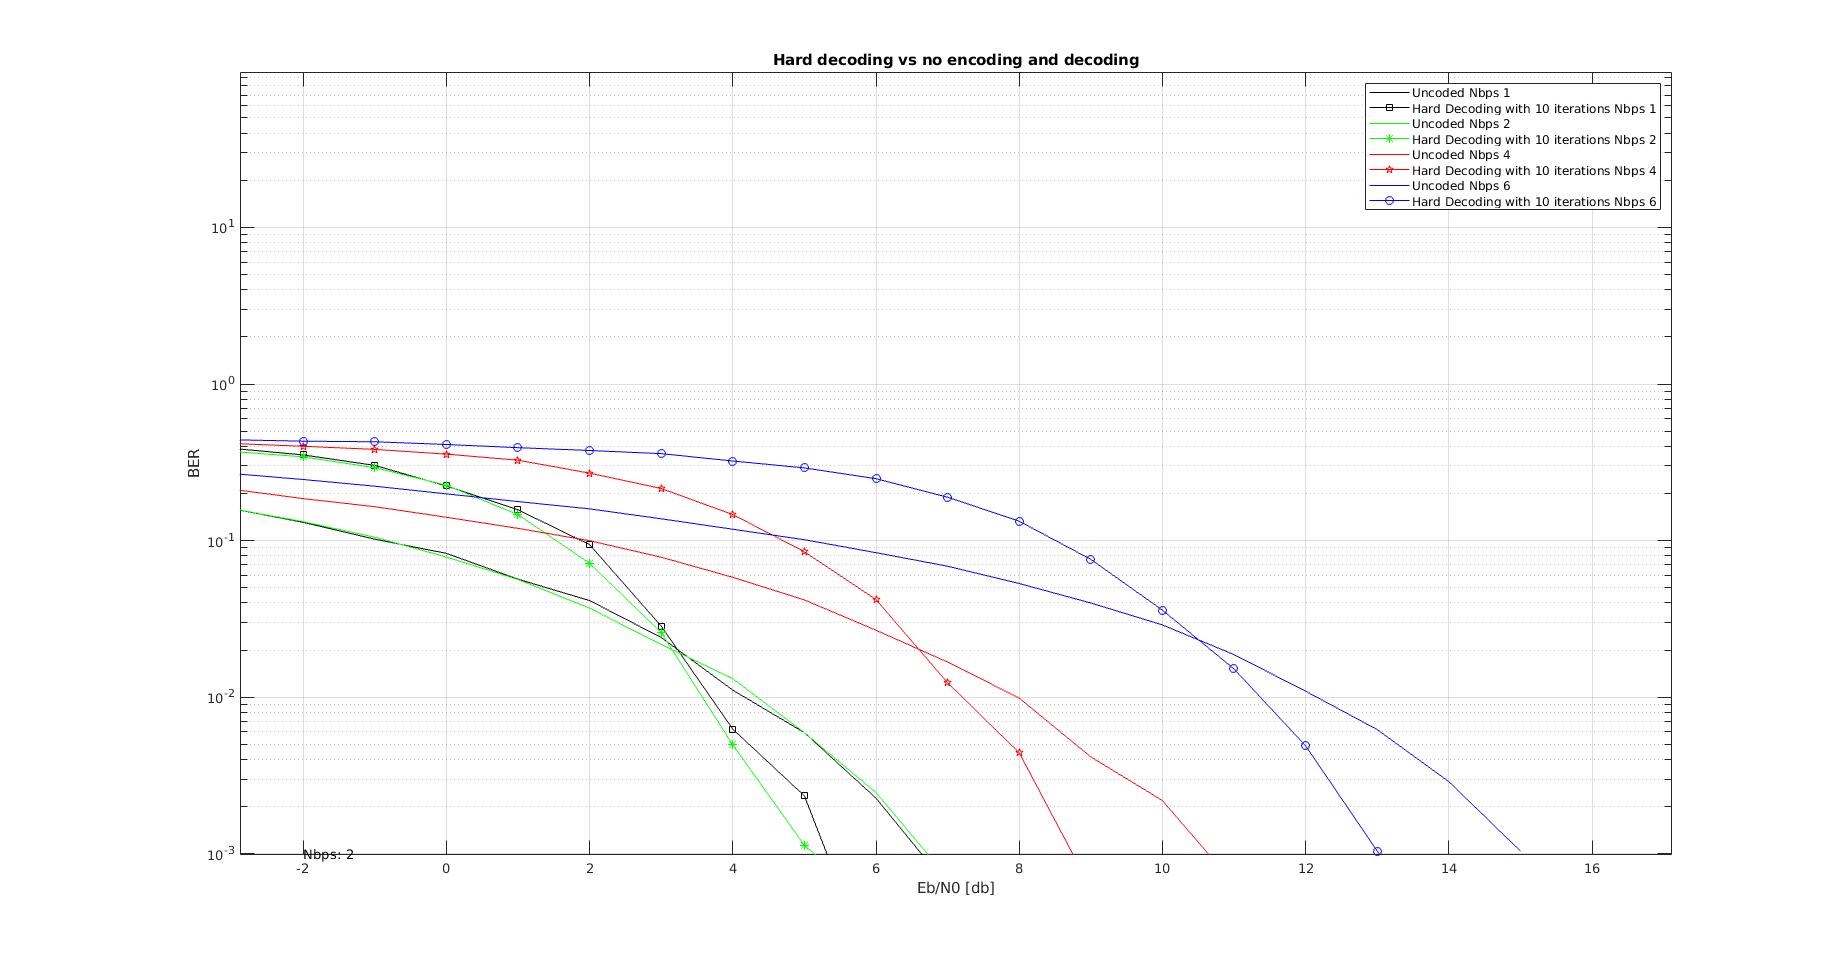 Hard decoding vs no encoding and decoding
Uncoded Nbps 1
Hard Decoding with 10 iterations Nbps 1
Uncoded Nbps 2
Hard Decoding with 10 iterations Nbps 2
Uncoded Nbps 4
Hard Decoding with 10 iterations Nbps 4
Uncoded Nbps 6
Hard Decoding with 10 iterations Nbps 6
10^1
10^0
BER
10^-1
10^-2
10^-3
Nbps: 2
-2 0 2 4 6 8 10 12 14 16
Eb/N0 [db]